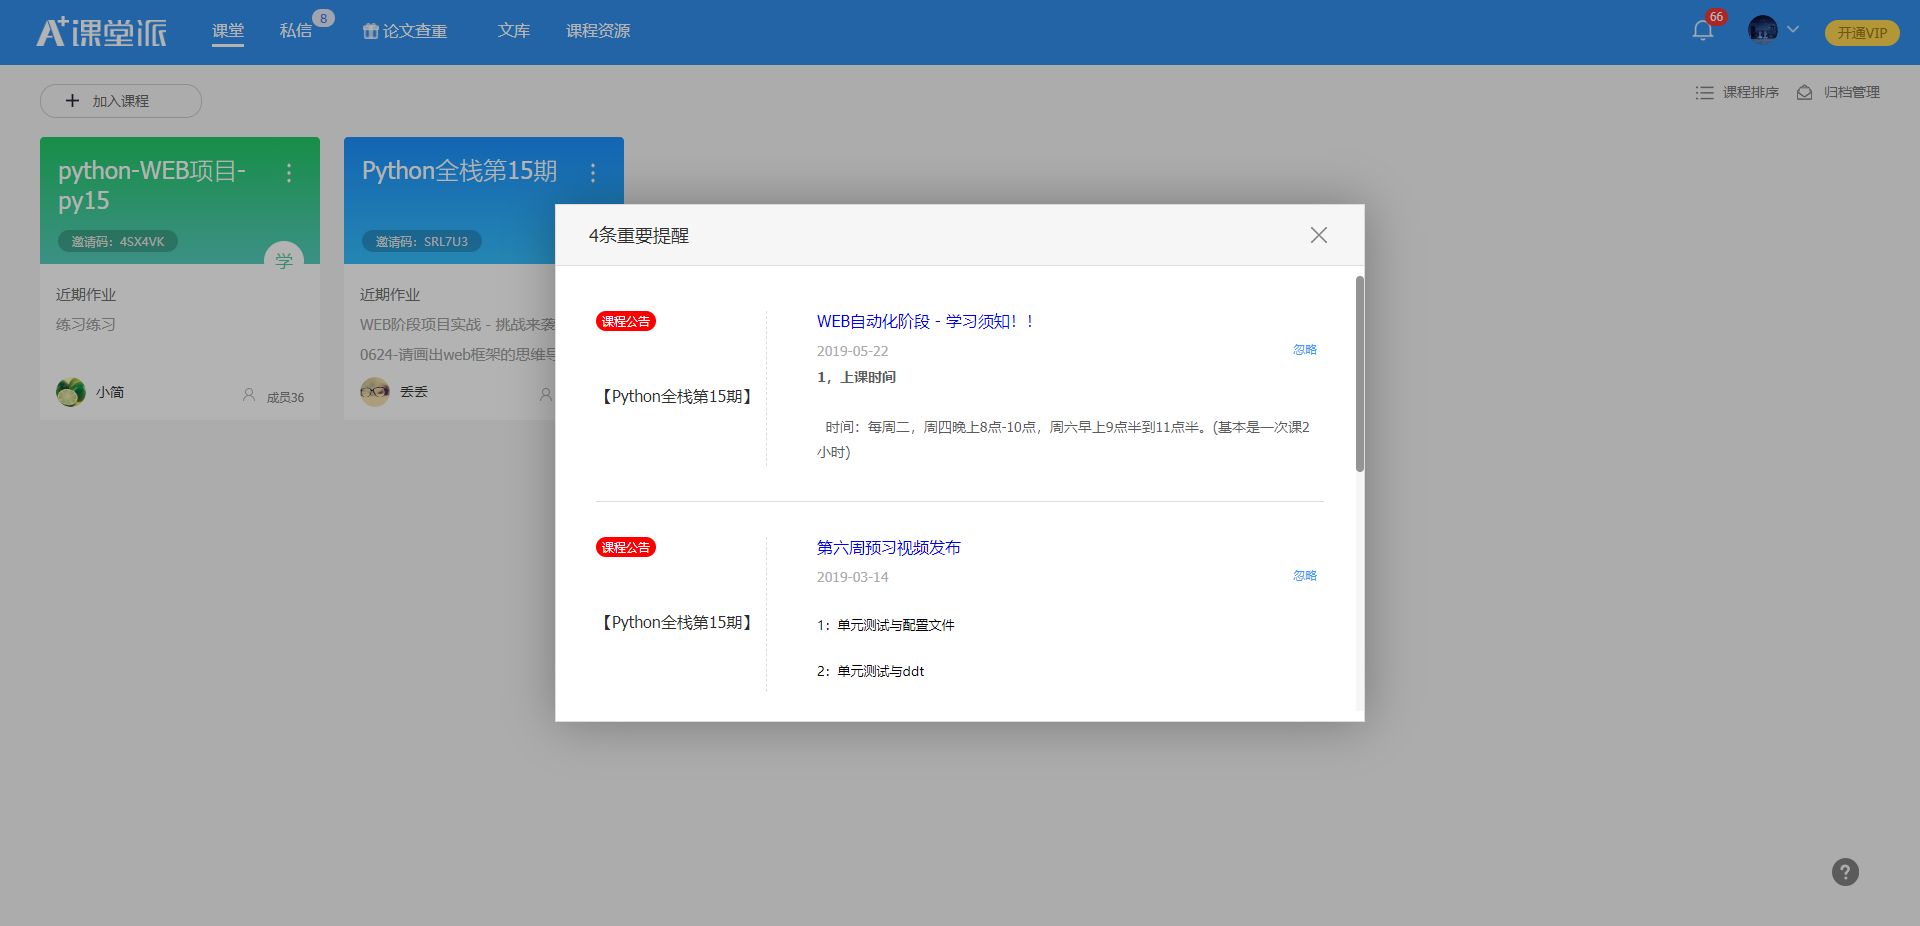 A+课堂派
课堂
私信
8
论文查重
文库
课程资源
66
开通VIP
加入课程
课程排序
归档管理
python-WEB项目-
py15
邀请码：4SX4VK
学
近期作业
练习练习
小简
成员36
Python全栈第15期
邀请码：SRL7U3
近期作业
WEB阶段项目实战 - 挑战来袭
0624-请画出web框架的思维导
丢丢
4条重要提醒
课程公告
【Python全栈第15期】
WEB自动化阶段 - 学习须知！！
2019-05-22
忽略
1，上课时间
时间：每周二，周四晚上8点-10点，周六早上9点半到11点半。(基本是一次课2
小时)
课程公告
【Python全栈第15期】
第六周预习视频发布
2019-03-14
忽略
1：单元测试与配置文件
2：单元测试与ddt
?